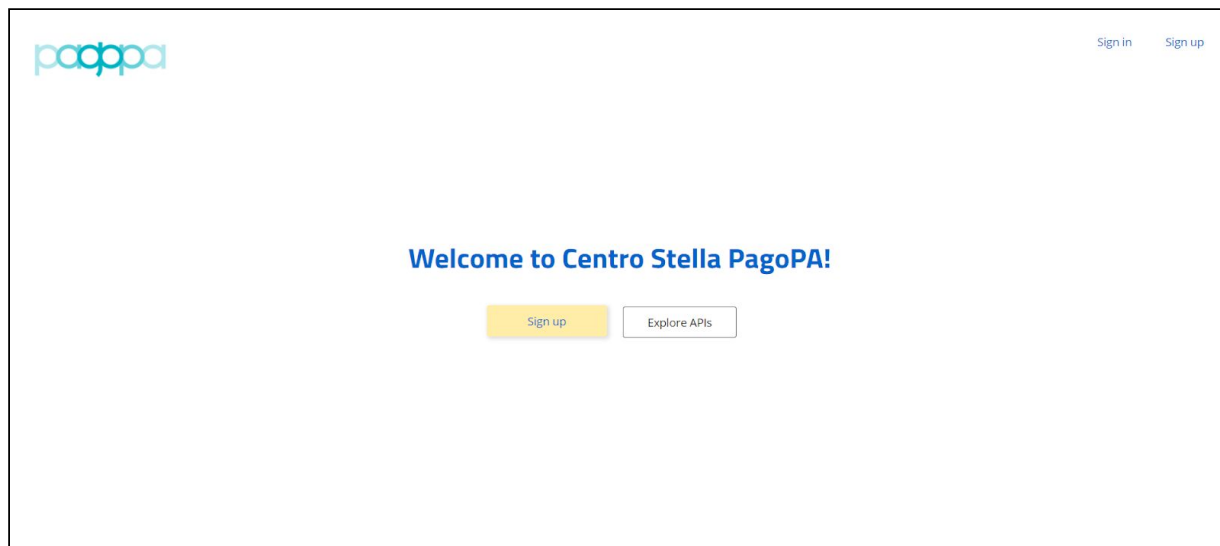 pagopa
Sign in
Sign up
Welcome to Centro Stella PagoPA!
Sign up
Explore APIs